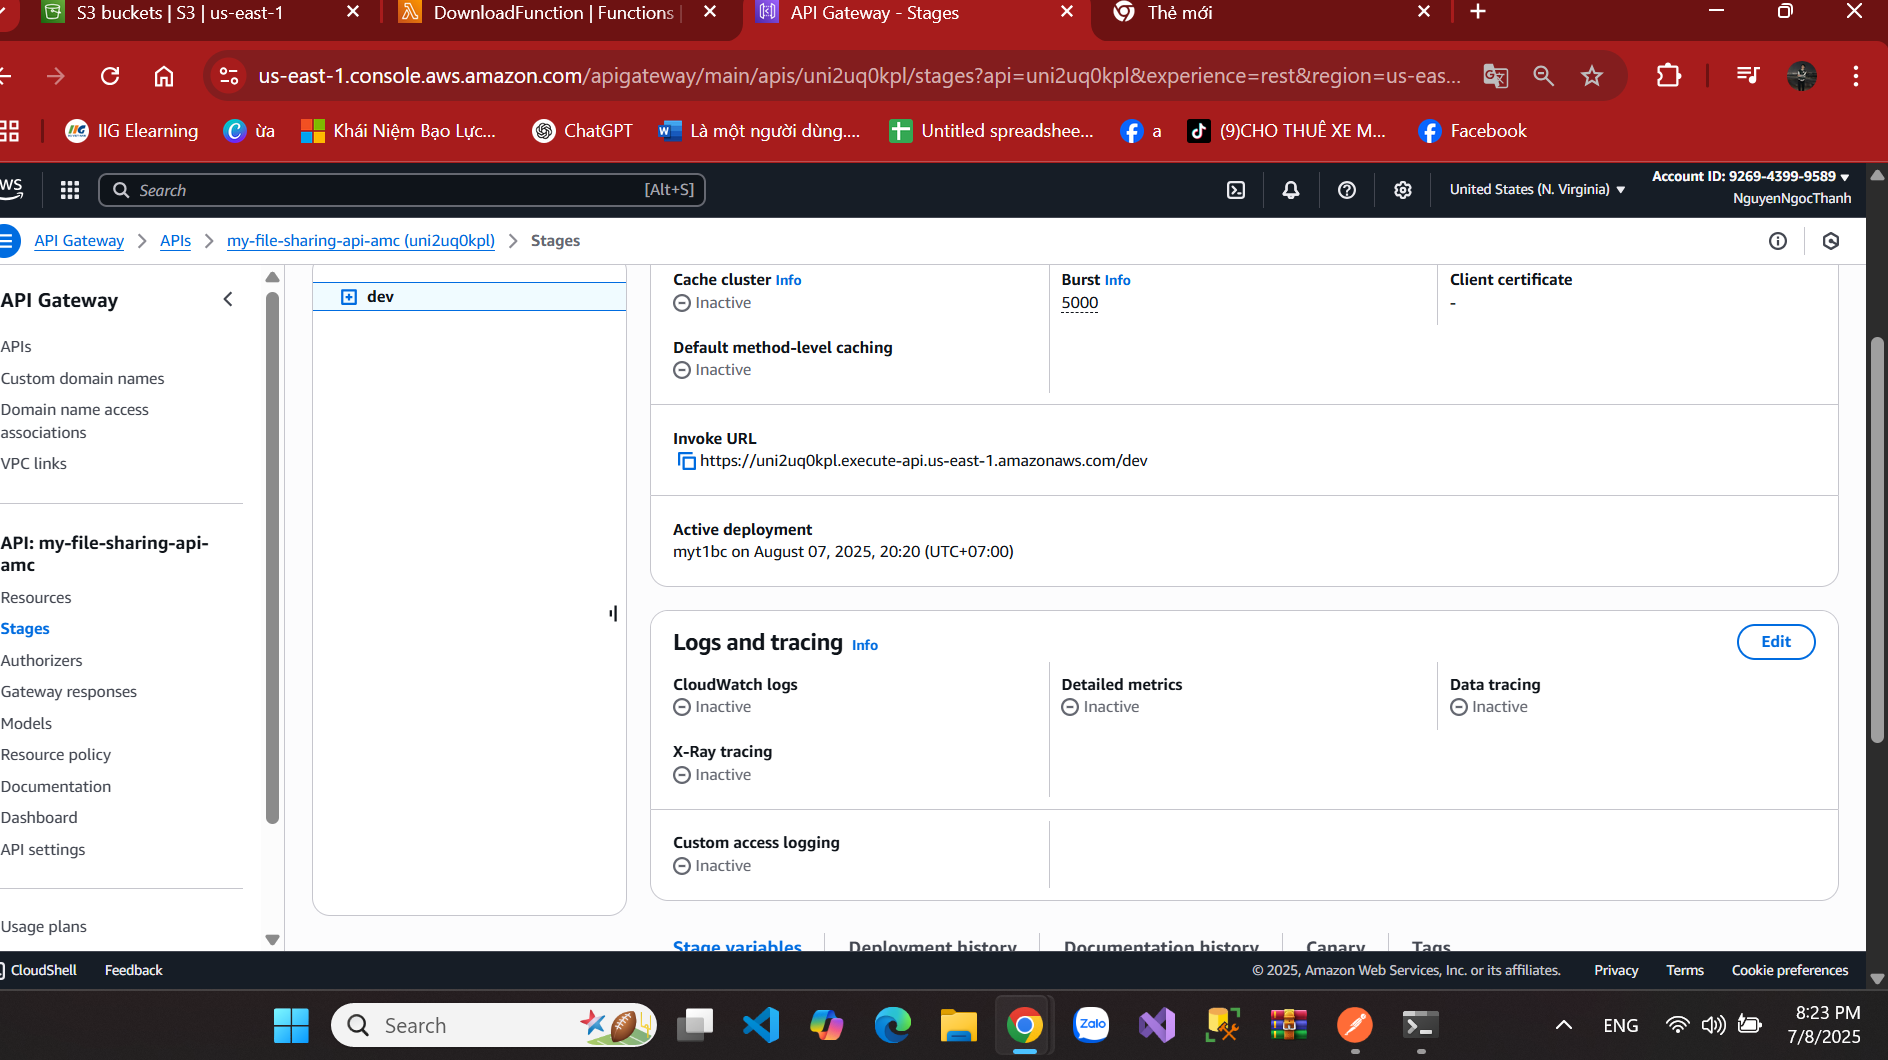 S3 buckets | S3 | us-east-1
DownloadFunction | Functions |
API Gateway - Stages
Thẻ mới
us-east-1.console.aws.amazon.com/apigateway/main/apis/uni2uq0kpl/stages?api=uni2uq0kpl&experience=rest&region=us-eas...
IIG Elearning
ừa
Khái Niệm Bạo Lực...
ChatGPT
Là một người dùng....
Untitled spreadshee...
a
(9)CHO THUÊ XE M...
Facebook
Search
[Alt+S]
United States (N. Virginia)
Account ID: 9269-4399-9589
NguyenNgocThanh
API Gateway
APIs
my-file-sharing-api-amc (uni2uq0kpl)
Stages
API Gateway
APIs
Custom domain names
Domain name access
associations
VPC links
API: my-file-sharing-api-
amc
Resources
Stages
Authorizers
Gateway responses
Models
Resource policy
Documentation
Dashboard
API settings
Usage plans
dev
Cache cluster Info
Inactive
Default method-level caching
Inactive
Burst Info
5000
Client certificate
-
Invoke URL
https://uni2uq0kpl.execute-api.us-east-1.amazonaws.com/dev
Active deployment
myt1bc on August 07, 2025, 20:20 (UTC+07:00)
Logs and tracing Info
Edit
CloudWatch logs
Inactive
Detailed metrics
Inactive
Data tracing
Inactive
X-Ray tracing
Inactive
Custom access logging
Inactive
Stage variables
Deployment history
Documentation history
Canary
Tags
CloudShell
Feedback
© 2025, Amazon Web Services, Inc. or its affiliates.
Privacy
Terms
Cookie preferences
Search
Zalo
ENG
8:23 PM
7/8/2025